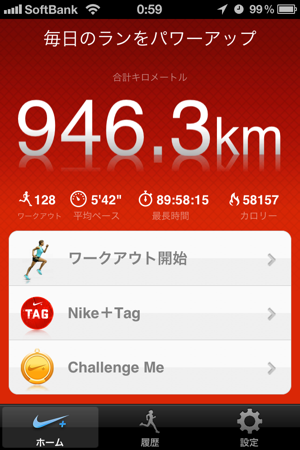 SoftBank 0:59 99%
毎日のランをパワーアップ
合計キロメートル
946.3km
128 5'42" 89:58:15 58157
ワークアウト 平均ペース 最長時間 カロリー
ワークアウト開始
TAG Nike+Tag
Challenge Me
ホーム 履歴 設定